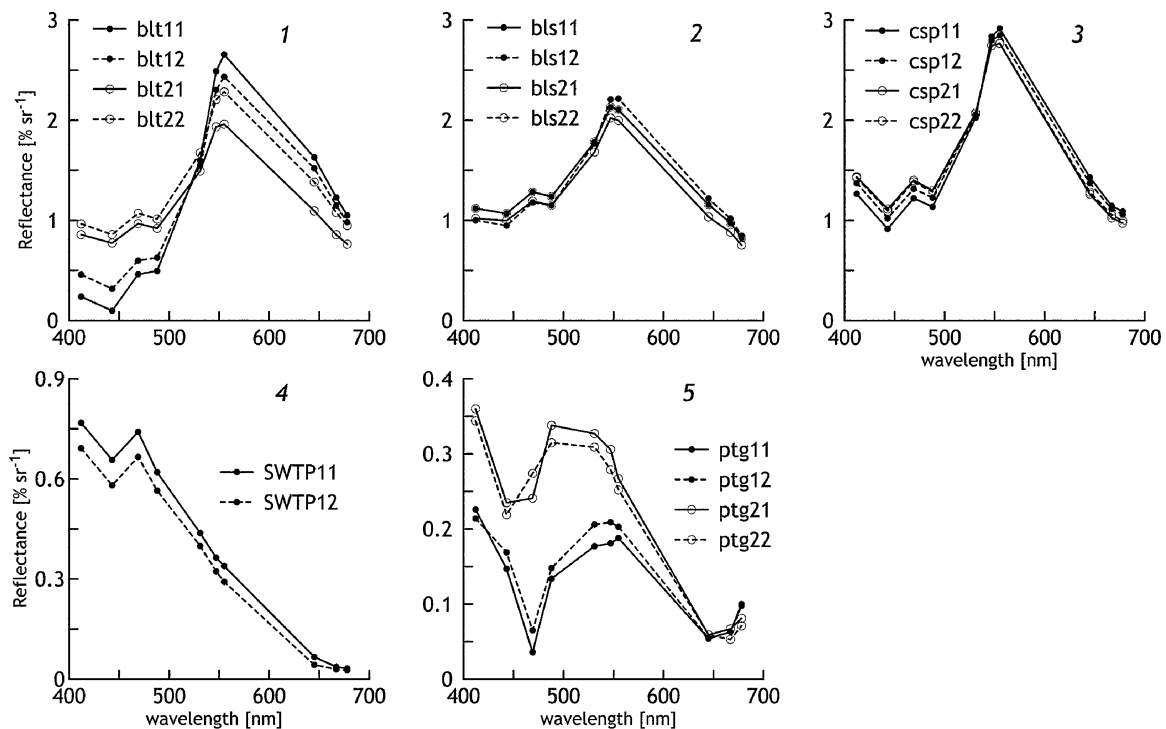 3
blt11
1
blt12
blt21
2
blt22
1
0
400
500
600
700
Reflectance [% sr⁻¹]
3
bls11
2
bls12
bls21
2
bls22
1
0
400
500
600
700
3
csp11
3
csp12
csp21
2
csp22
1
0
400
500
600
700
wavelength [nm]
0.9
4
0.6
SWTP11
SWTP12
0.3
0
400
500
600
700
Reflectance [% sr⁻¹]
wavelength [nm]
0.4
5
0.3
ptg11
ptg12
0.2
ptg21
ptg22
0.1
0
400
500
600
700
wavelength [nm]